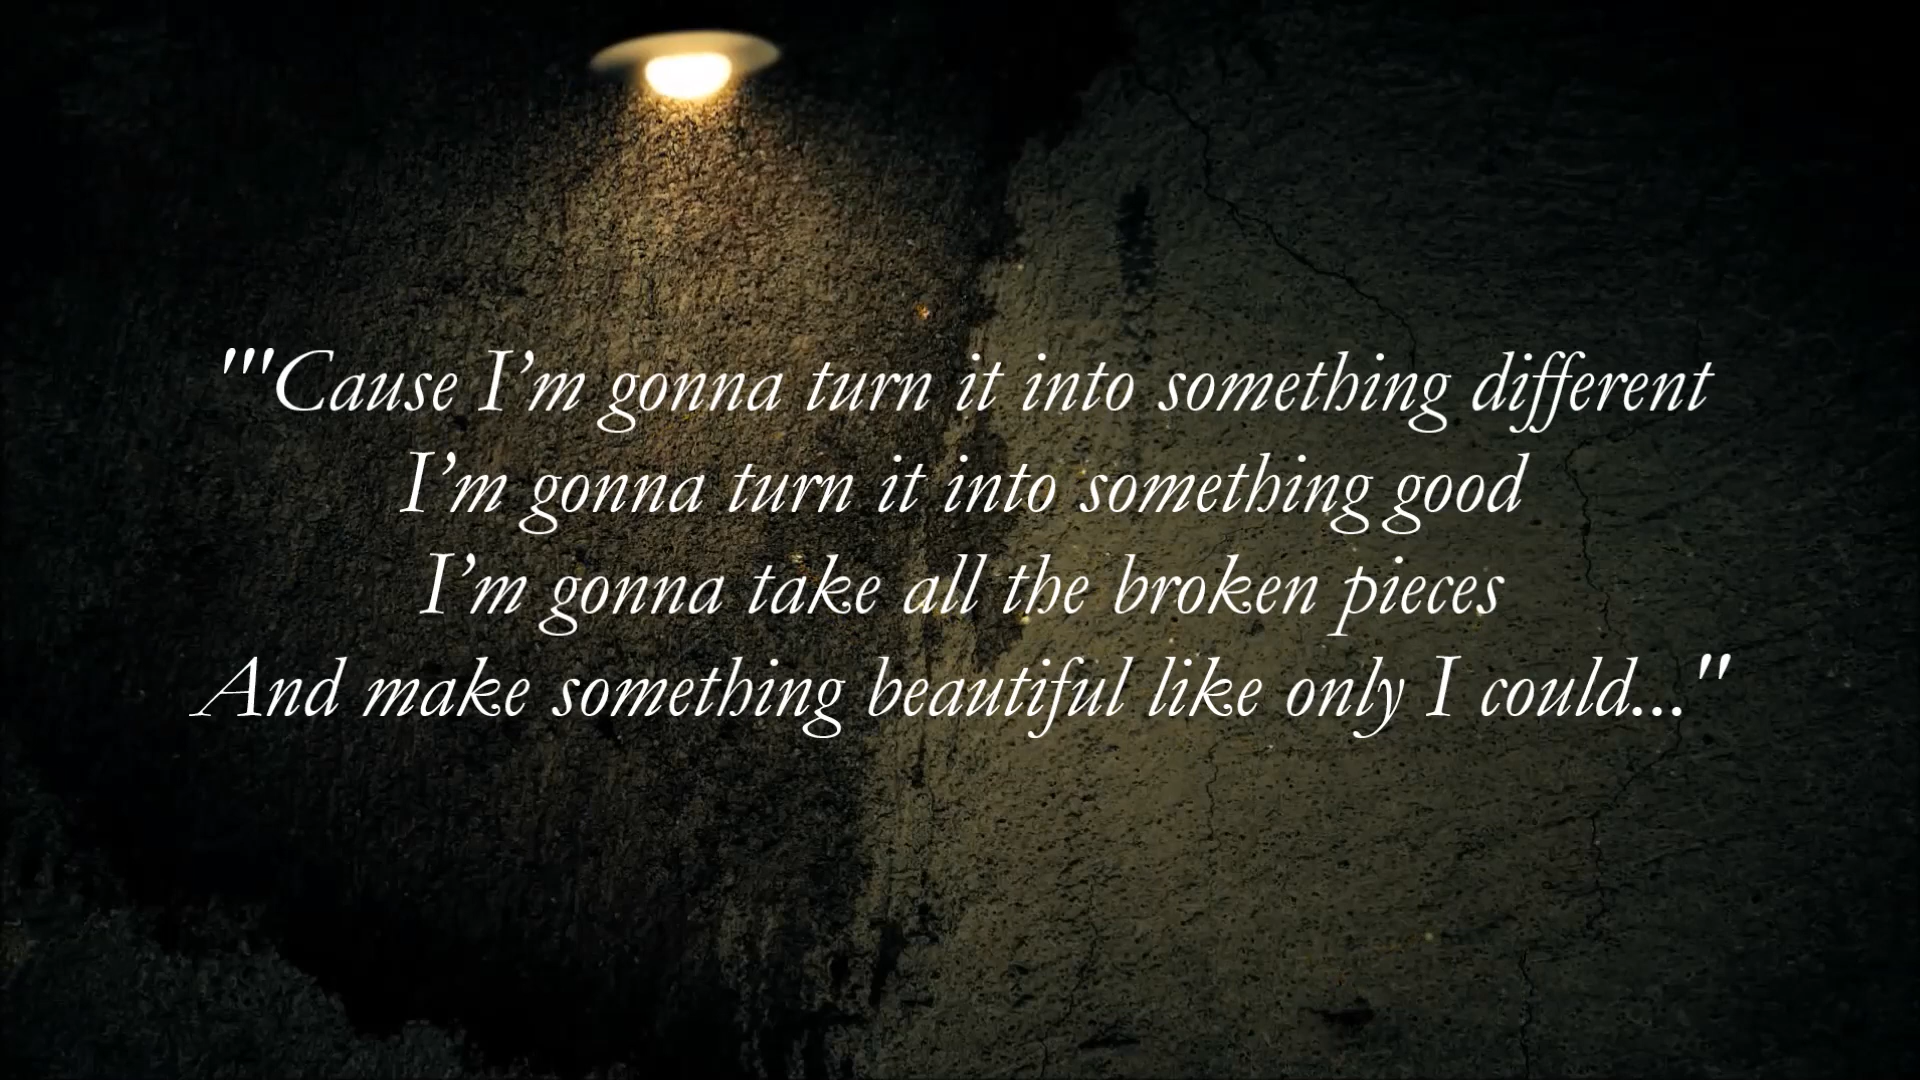 "'Cause I'm gonna turn it into something different
I'm gonna turn it into something good
I'm gonna take all the broken pieces
And make something beautiful like only I could..."